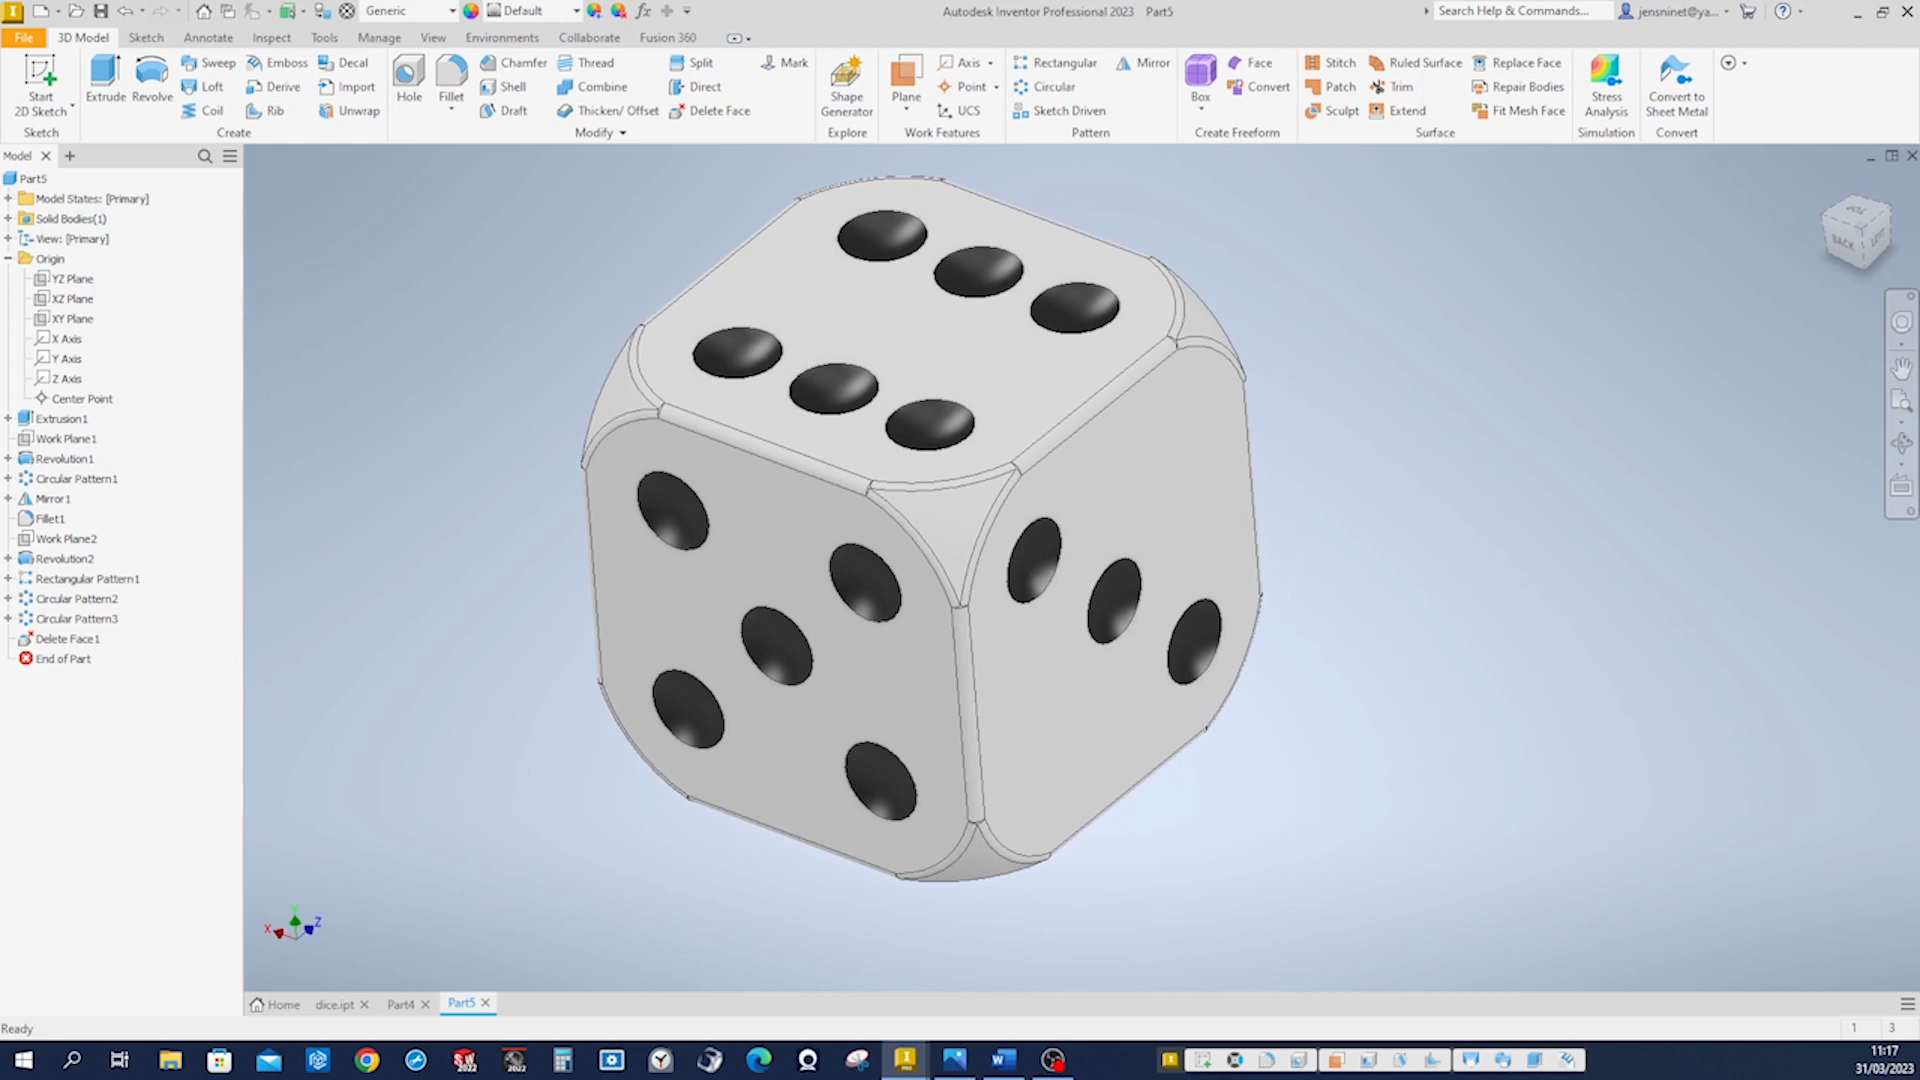 Generic
Default
fx
Autodesk Inventor Professional 2023 Part5
Search Help & Commands...
jensninet@ya...
File 3D Model Sketch Annotate Inspect Tools Manage View Environments Collaborate Fusion 360
Start
2D Sketch
Extrude
Revolve
Sweep Emboss Decal
Loft Derive Import
Coil Rib Unwrap
Hole
Fillet
Chamfer Thread Split Mark
Shell Combine Direct
Draft Thicken/ Offset Delete Face
Shape
Generator
Plane
Axis
Point
UCS
Rectangular Mirror
Circular
Sketch Driven
Box
Face
Convert
Stitch Ruled Surface Replace Face
Patch Trim Repair Bodies
Sculpt Extend Fit Mesh Face
Stress
Analysis
Convert to
Sheet Metal
Sketch Create Modify Explore Work Features Pattern Create Freeform Surface Simulation Convert
Model
Part5
Model States: [Primary]
Solid Bodies(1)
View: [Primary]
Origin
YZ Plane
XZ Plane
XY Plane
X Axis
Y Axis
Z Axis
Center Point
Extrusion1
Work Plane1
Revolution1
Circular Pattern1
Mirror1
Fillet1
Work Plane2
Revolution2
Rectangular Pattern1
Circular Pattern2
Circular Pattern3
Delete Face1
End of Part
TOP
BACK
LEFT
X
Y
Z
Home dice.ipt Part4 Part5
Ready
1 3
SW
2022
2022
11:17
31/03/2023